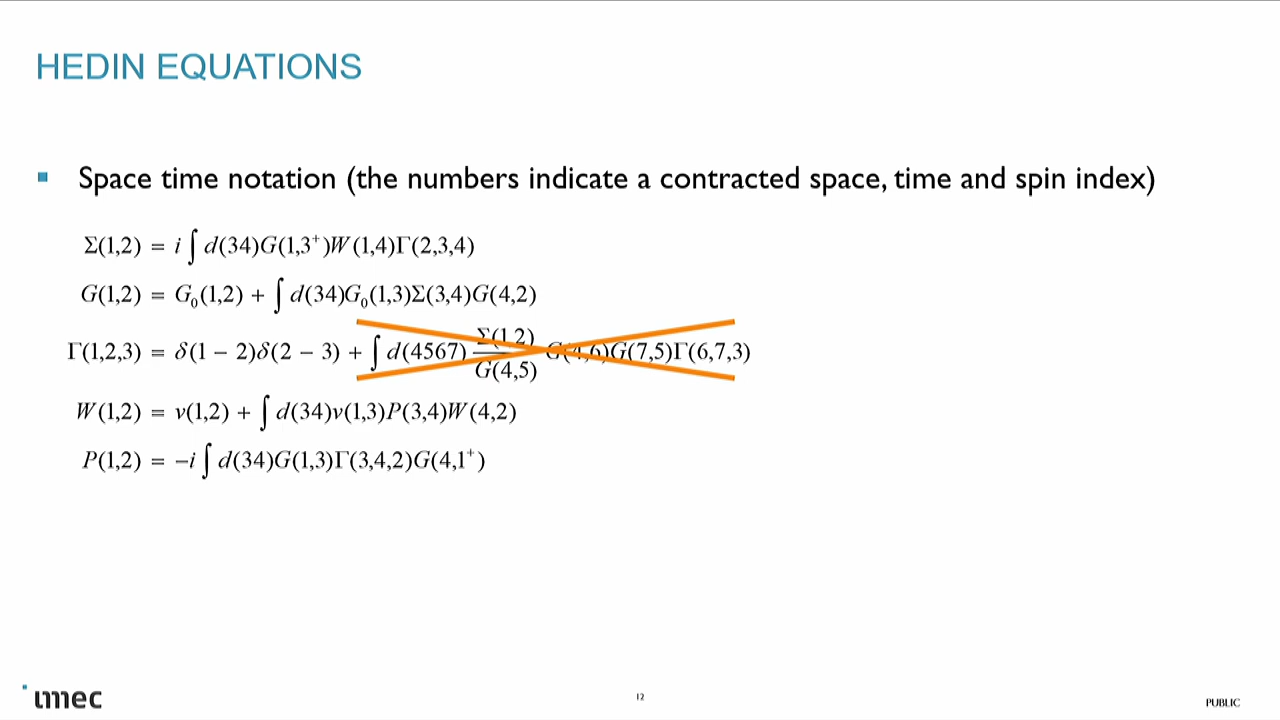 HEDIN EQUATIONS
Space time notation (the numbers indicate a contracted space, time and spin index)
Σ(1,2) = i ∫ d(34)G(1,3⁺)W(1,4)Γ(2,3,4)
G(1,2) = G₀(1,2) + ∫ d(34)G₀(1,3)Σ(3,4)G(4,2)
Γ(1,2,3) = δ(1 − 2)δ(2 − 3) + ∫ d(4567) Σ(1,2)/G(4,5) G(4,6)G(7,5)Γ(6,7,3)
W(1,2) = v(1,2) + ∫ d(34)v(1,3)P(3,4)W(4,2)
P(1,2) = −i ∫ d(34)G(1,3)Γ(3,4,2)G(4,1⁺)
imec
12
PUBLIC